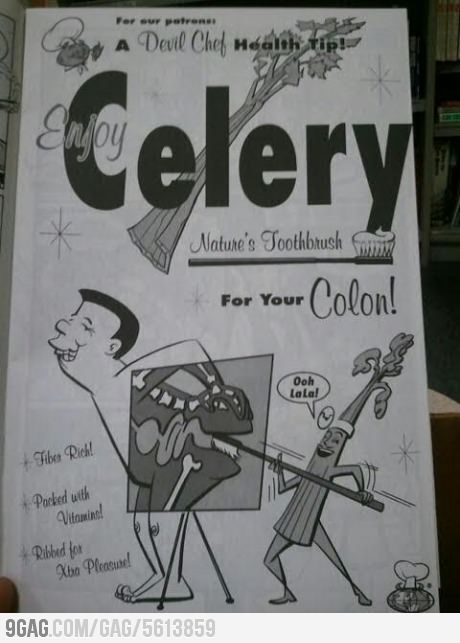 For our patrons:
A Devil Chef Health Tip!
Enjoy
Celery
Nature's Toothbrush
For Your Colon!
Ooh
LaLa!
Fiber Rich!
Packed with
Vitamins!
Ribbed for
Xtra Pleasure!
9GAG.COM/GAG/5613859